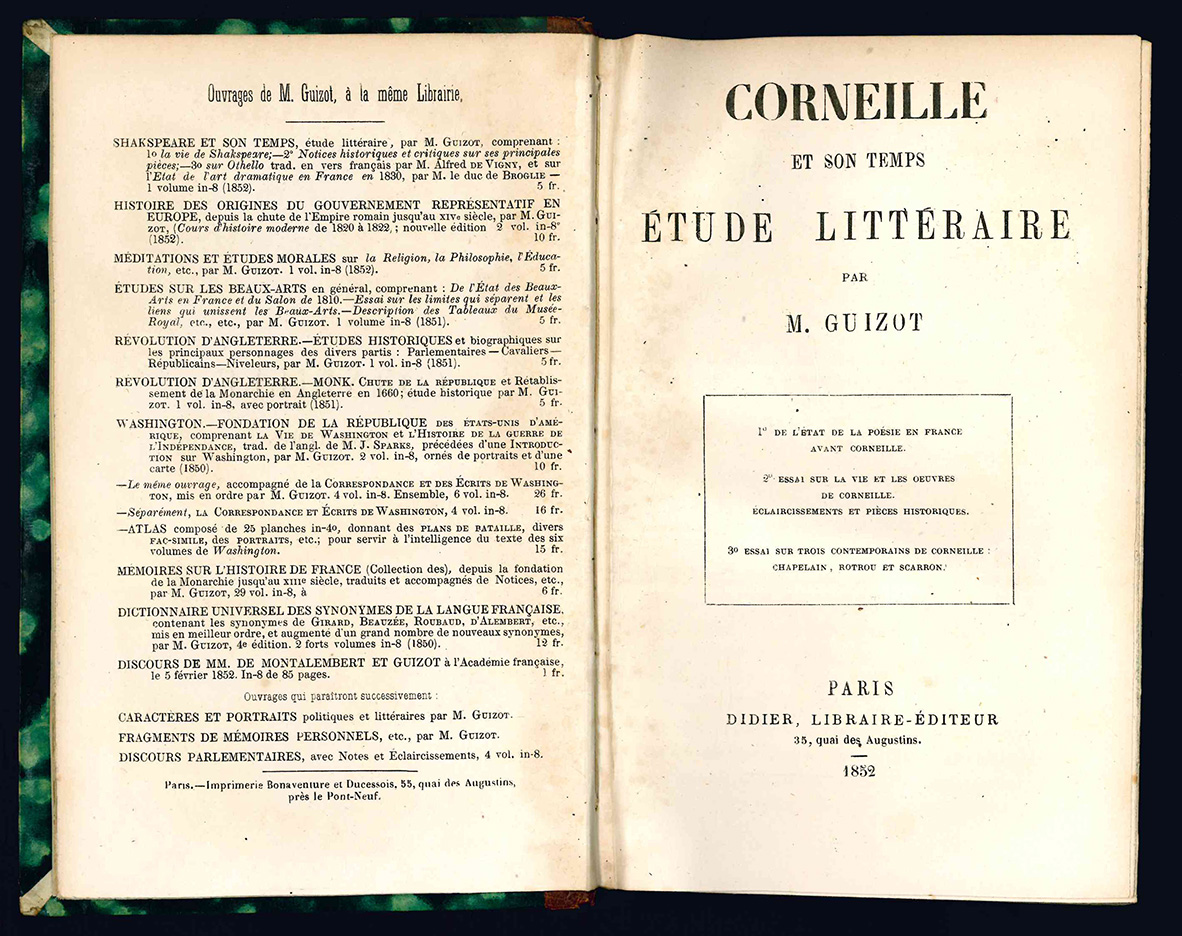 Ouvrages de M. Guizot, à la même Librairie,
SHAKSPEARE ET SON TEMPS, étude littéraire, par M. GUIZOT, comprenant :
1o la vie de Shakspeare;—2° Notices historiques et critiques sur ses principales
pièces;—3o sur Othello trad. en vers français par M. Alfred DE VIGNY, et sur
l'Etat de l'art dramatique en France en 1830, par M. le duc de BROGLIE —
1 volume in-8 (1852). 5 fr.
HISTOIRE DES ORIGINES DU GOUVERNEMENT REPRÉSENTATIF EN
EUROPE, depuis la chute de l'Empire romain jusqu'au XIVe siècle, par M. GUI-
ZOT, (Cours d'histoire moderne de 1820 à 1822, ; nouvelle édition 2 vol. in-8°
(1852). 10 fr.
MÉDITATIONS ET ÉTUDES MORALES sur la Religion, la Philosophie, l'Éduca-
tion, etc., par M. GUIZOT. 1 vol. in-8 (1852). 5 fr.
ÉTUDES SUR LES BEAUX-ARTS en général, comprenant : De l'État des Beaux-
Arts en France et du Salon de 1810.—Essai sur les limites qui séparent et les
liens qui unissent les Beaux-Arts.—Description des Tableaux du Musée-
Royal, etc., etc., par M. GUIZOT. 1 volume in-8 (1851). 5 fr.
RÉVOLUTION D'ANGLETERRE.—ÉTUDES HISTORIQUES et biographiques sur
les principaux personnages des divers partis : Parlementaires — Cavaliers —
Républicains—Niveleurs, par M. GUIZOT. 1 vol. in-8 (1851). 5 fr.
RÉVOLUTION D'ANGLETERRE.—MONK. CHUTE DE LA RÉPUBLIQUE et Rétablis-
sement de la Monarchie en Angleterre en 1660; étude historique par M. GUI-
ZOT. 1 vol. in-8, avec portrait (1851). 5 fr.
WASHINGTON.—FONDATION DE LA RÉPUBLIQUE DES ÉTATS-UNIS D'AMÉ-
RIQUE, comprenant LA VIE DE WASHINGTON et L'HISTOIRE DE LA GUERRE DE
L'INDÉPENDANCE, trad. de l'angl. de M. J. SPARKS, précédées d'une INTRODUC-
TION sur Washington, par M. GUIZOT. 2 vol. in-8, ornés de portraits et d'une
carte (1850). 10 fr.
—Le même ouvrage, accompagné de la CORRESPONDANCE ET DES ÉCRITS DE WASHING-
TON, mis en ordre par M. GUIZOT. 4 vol. in-8. Ensemble, 6 vol. in-8. 26 fr.
—Séparément, LA CORRESPONDANCE ET ÉCRITS DE WASHINGTON, 4 vol. in-8. 16 fr.
—ATLAS composé de 25 planches in-4o, donnant des PLANS DE BATAILLE, divers
FAC-SIMILE, des PORTRAITS, etc.; pour servir à l'intelligence du texte des six
volumes de Washington. 15 fr.
MÉMOIRES SUR L'HISTOIRE DE FRANCE (Collection des), depuis la fondation
de la Monarchie jusqu'au XIIIe siècle, traduits et accompagnés de Notices, etc.,
par M. GUIZOT, 29 vol. in-8, à 6 fr.
DICTIONNAIRE UNIVERSEL DES SYNONYMES DE LA LANGUE FRANÇAISE,
contenant les synonymes de GIRARD, BEAUZÉE, ROUBAUD, D'ALEMBERT, etc.,
mis en meilleur ordre, et augmenté d'un grand nombre de nouveaux synonymes,
par M. GUIZOT, 4e édition. 2 forts volumes in-8 (1850). 12 fr.
DISCOURS DE MM. DE MONTALEMBERT ET GUIZOT à l'Académie française,
le 5 février 1852. In-8 de 85 pages. 1 fr.
Ouvrages qui paraîtront successivement :
CARACTÈRES ET PORTRAITS politiques et littéraires par M. GUIZOT.
FRAGMENTS DE MÉMOIRES PERSONNELS, etc., par M. GUIZOT.
DISCOURS PARLEMENTAIRES, avec Notes et Éclaircissements, 4 vol. in-8.
Paris.—Imprimerie Bonaventure et Ducessois, 55, quai des Augustins,
près le Pont-Neuf.
CORNEILLE
ET SON TEMPS
ÉTUDE LITTÉRAIRE
PAR
M. GUIZOT
1° DE L'ÉTAT DE LA POÉSIE EN FRANCE
AVANT CORNEILLE.
2° ESSAI SUR LA VIE ET LES OEUVRES
DE CORNEILLE.
ÉCLAIRCISSEMENTS ET PIÈCES HISTORIQUES.
3o ESSAI SUR TROIS CONTEMPORAINS DE CORNEILLE :
CHAPELAIN, ROTROU ET SCARRON.
PARIS
DIDIER, LIBRAIRE-ÉDITEUR
35, quai des Augustins.
1852